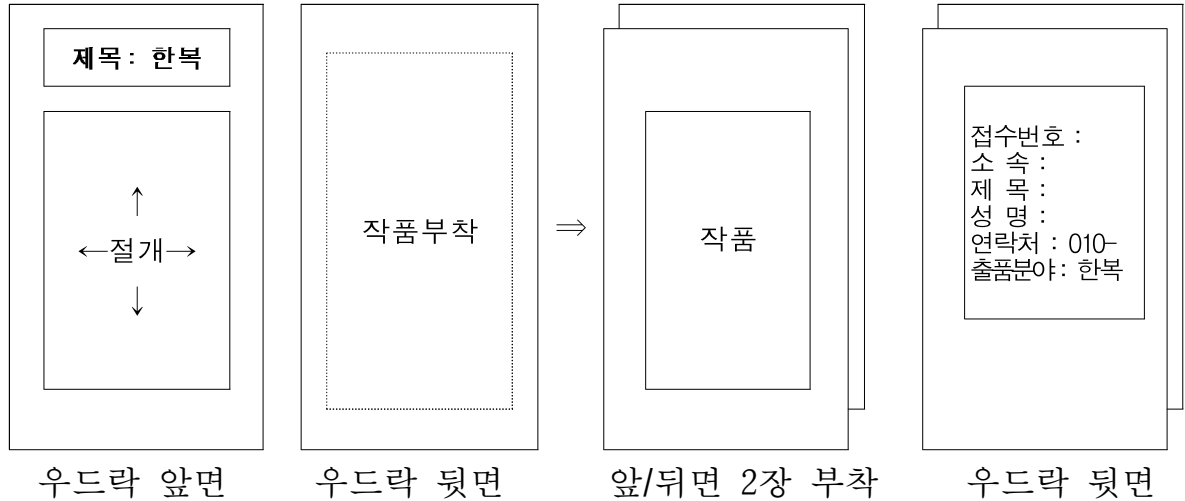 제목: 한복
↑
←절개→
↓
우드락 앞면
작품부착
우드락 뒷면
⇒
작품
앞/뒤면 2장 부착
접수번호 :
소 속 :
제 목 :
성 명 :
연락처 : 010-
출품분야 : 한복
우드락 뒷면